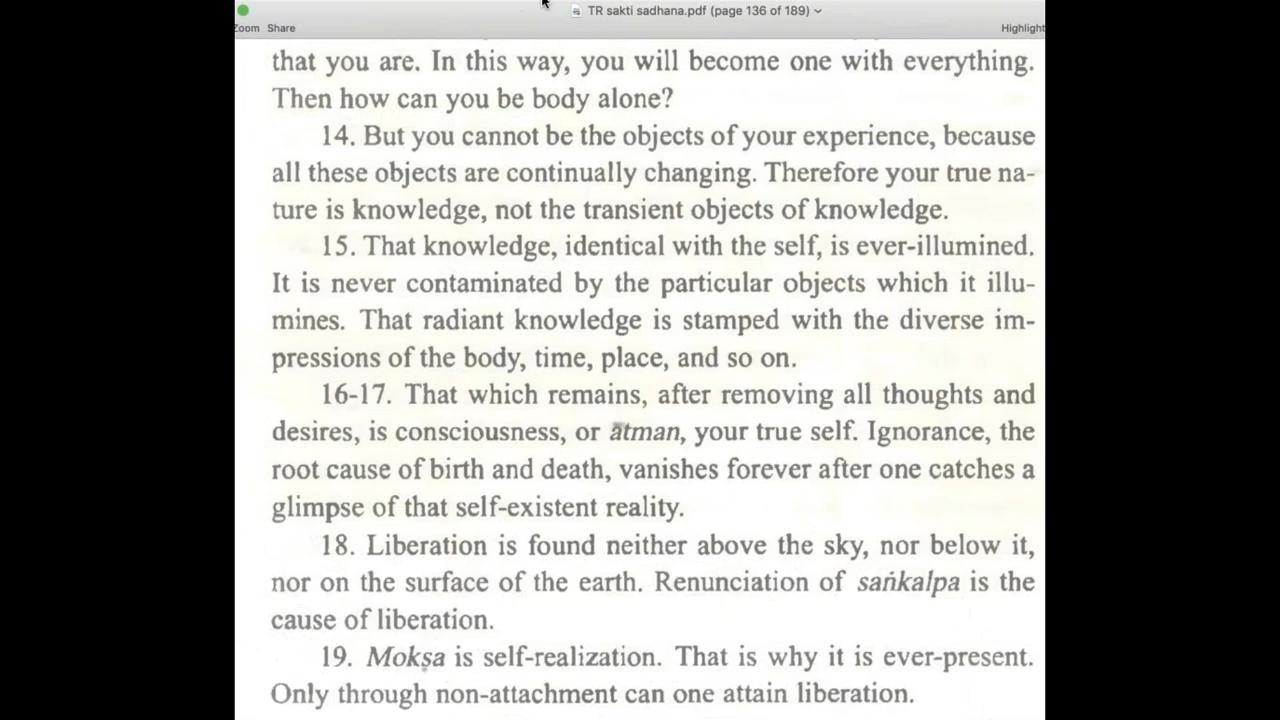 TR sakti sadhana.pdf (page 136 of 189)
Zoom Share Highlight
that you are. In this way, you will become one with everything.
Then how can you be body alone?
14. But you cannot be the objects of your experience, because
all these objects are continually changing. Therefore your true na-
ture is knowledge, not the transient objects of knowledge.
15. That knowledge, identical with the self, is ever-illumined.
It is never contaminated by the particular objects which it illu-
mines. That radiant knowledge is stamped with the diverse im-
pressions of the body, time, place, and so on.
16-17. That which remains, after removing all thoughts and
desires, is consciousness, or ātman, your true self. Ignorance, the
root cause of birth and death, vanishes forever after one catches a
glimpse of that self-existent reality.
18. Liberation is found neither above the sky, nor below it,
nor on the surface of the earth. Renunciation of saṅkalpa is the
cause of liberation.
19. Mokṣa is self-realization. That is why it is ever-present.
Only through non-attachment can one attain liberation.